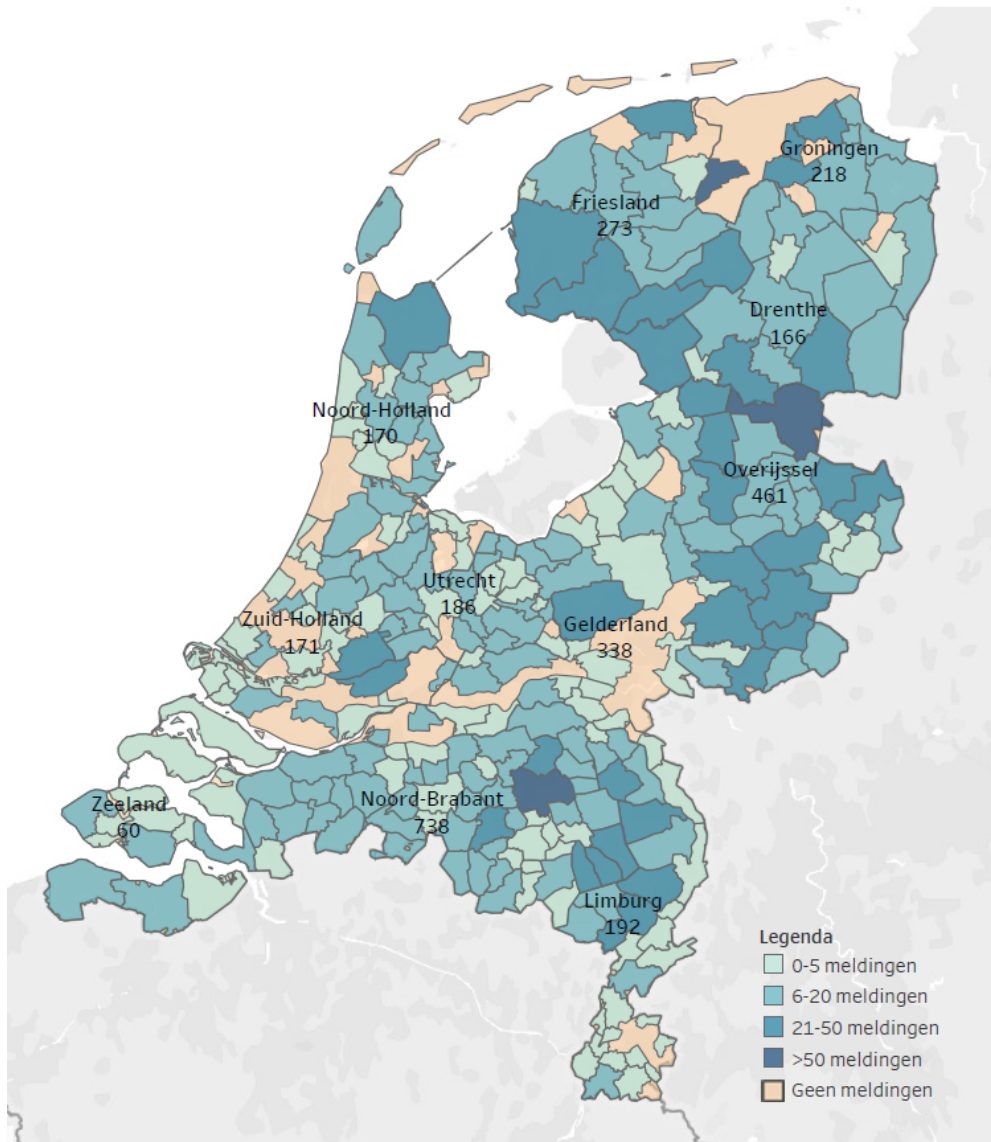 Groningen
218
Friesland
273
Drenthe
166
Noord-Holland
170
Overijssel
461
Utrecht
186
Zuid-Holland
171
Gelderland
338
Zeeland
60
Noord-Brabant
738
Limburg
192
Legenda
0-5 meldingen
6-20 meldingen
21-50 meldingen
>50 meldingen
Geen meldingen